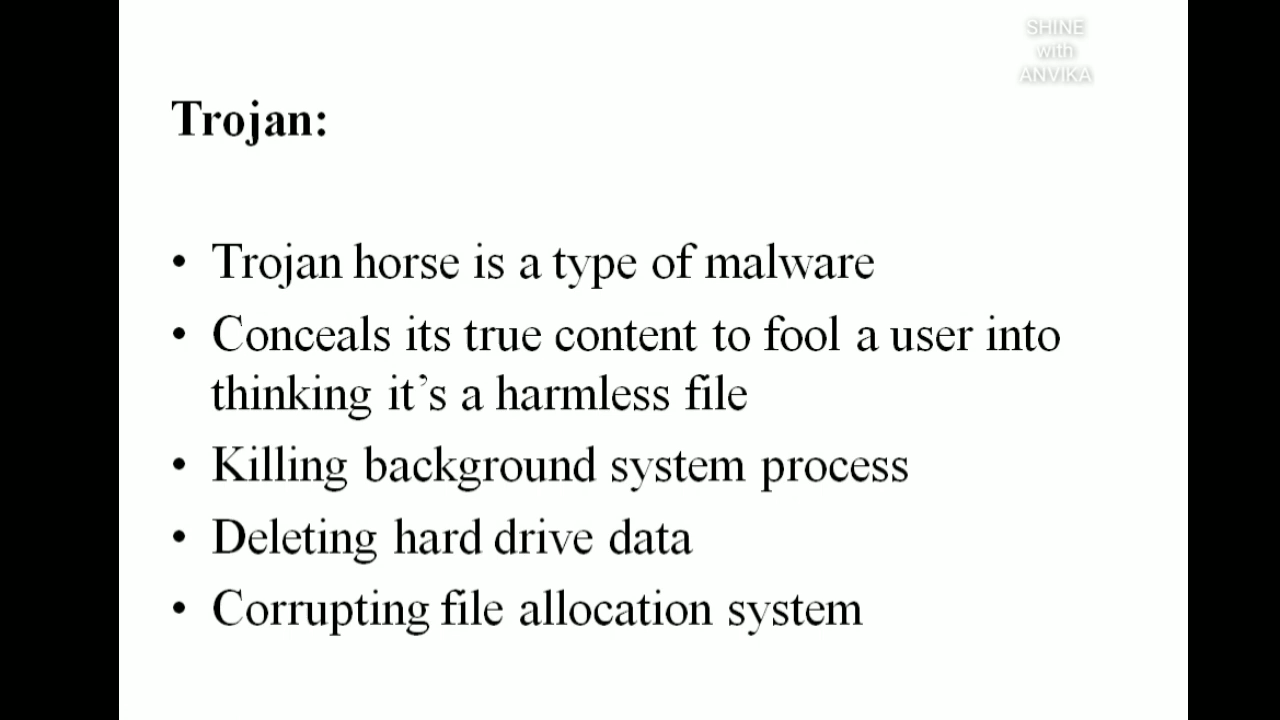 SHINE
with
ANVIKA
Trojan:
• Trojan horse is a type of malware
• Conceals its true content to fool a user into
thinking it’s a harmless file
• Killing background system process
• Deleting hard drive data
• Corrupting file allocation system